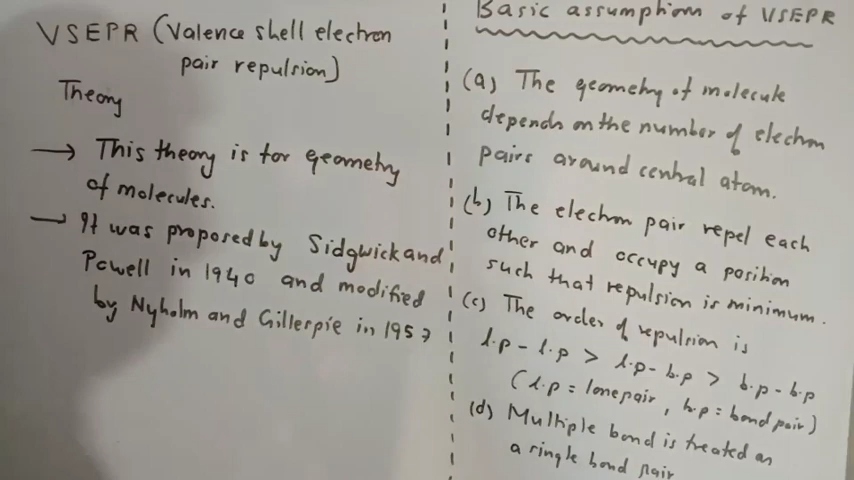 VSEPR (Valence shell electron
pair repulsion)
Theory
→ This theory is for geometry
of molecules.
→ It was proposed by Sidgwick and
Powell in 1940 and modified
by Nyholm and Gillerpie in 1957
Basic assumption of VSEPR
(a) The geometry of molecule
depends on the number of electron
pairs around central atom.
(b) The electron pair repel each
other and occupy a position
such that repulsion is minimum.
(c) The order of repulsion is
l.p - l.p > l.p - b.p > b.p - b.p
(l.p = lonepair, b.p = bond pair)
(d) Multiple bond is treated as
a single bond pair